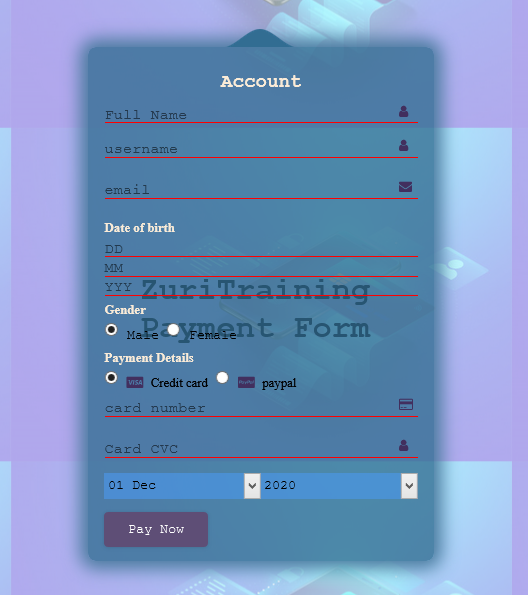 Account
Full Name
username
email
Date of birth
DD
MM
YYY
ZuriTraining
Payment Form
Gender
Male Female
Payment Details
VISA Credit card PayPal paypal
card number
Card CVC
01 Dec 2020
Pay Now